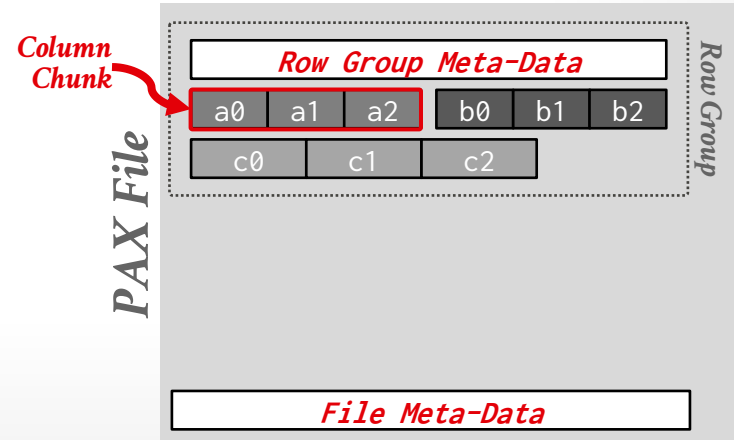 Column
Chunk
Row Group Meta-Data
a0 a1 a2 b0 b1 b2
c0 c1 c2
Row Group
PAX File
File Meta-Data